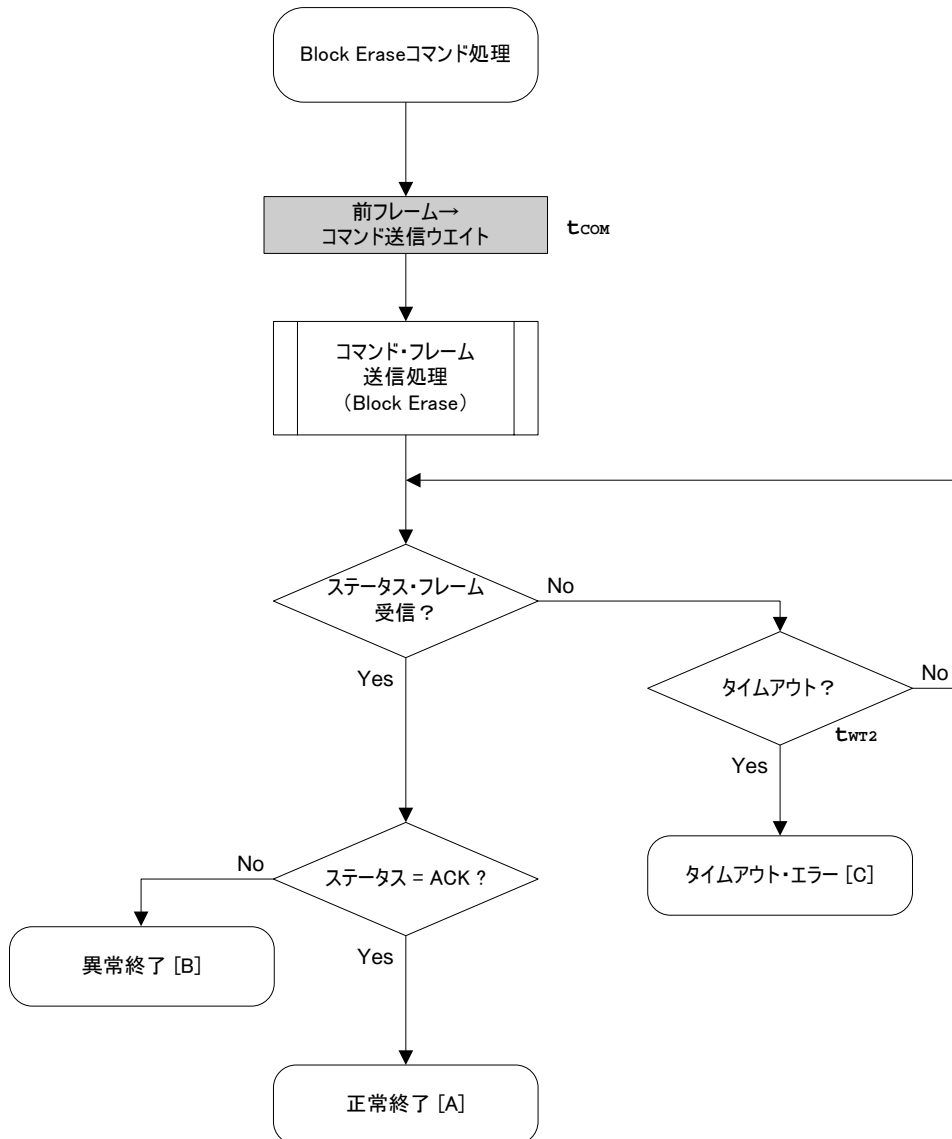 Block Eraseコマンド処理
前フレーム→
コマンド送信ウエイト
tCOM
コマンド・フレーム
送信処理
（Block Erase）
ステータス・フレーム
受信？
No
Yes
タイムアウト？
No
tWT2
Yes
タイムアウト・エラー [C]
ステータス = ACK ?
No
異常終了 [B]
Yes
正常終了 [A]